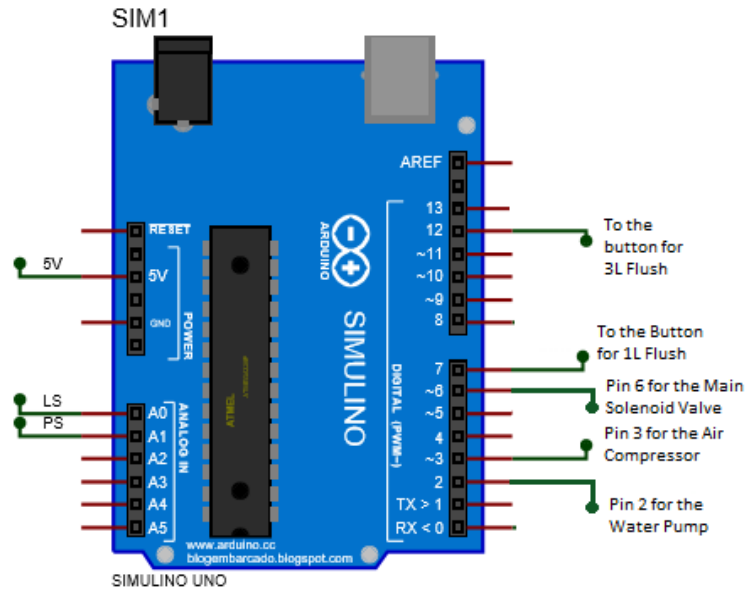 SIM1
AREF
13
12
~11
~10
~9
8
7
~6
~5
4
~3
2
TX > 1
RX < 0
RESET
5V
5V
GND
POWER
LS
PS
A0
A1
A2
A3
A4
A5
ANALOG IN
ATMEL
ARDUINO
SIMULINO
DIGITAL (PWM~)
www.arduino.cc
blogembarcado.blogspot.com
SIMULINO UNO
To the
button for
3L Flush
To the Button
for 1L Flush
Pin 6 for the Main
Solenoid Valve
Pin 3 for the Air
Compressor
Pin 2 for the
Water Pump